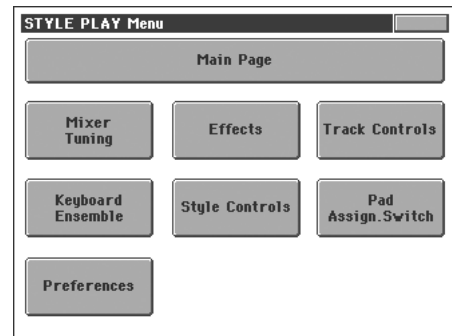 STYLE PLAY Menu
Main Page
Mixer
Tuning
Effects
Track Controls
Keyboard
Ensemble
Style Controls
Pad
Assign.Switch
Preferences